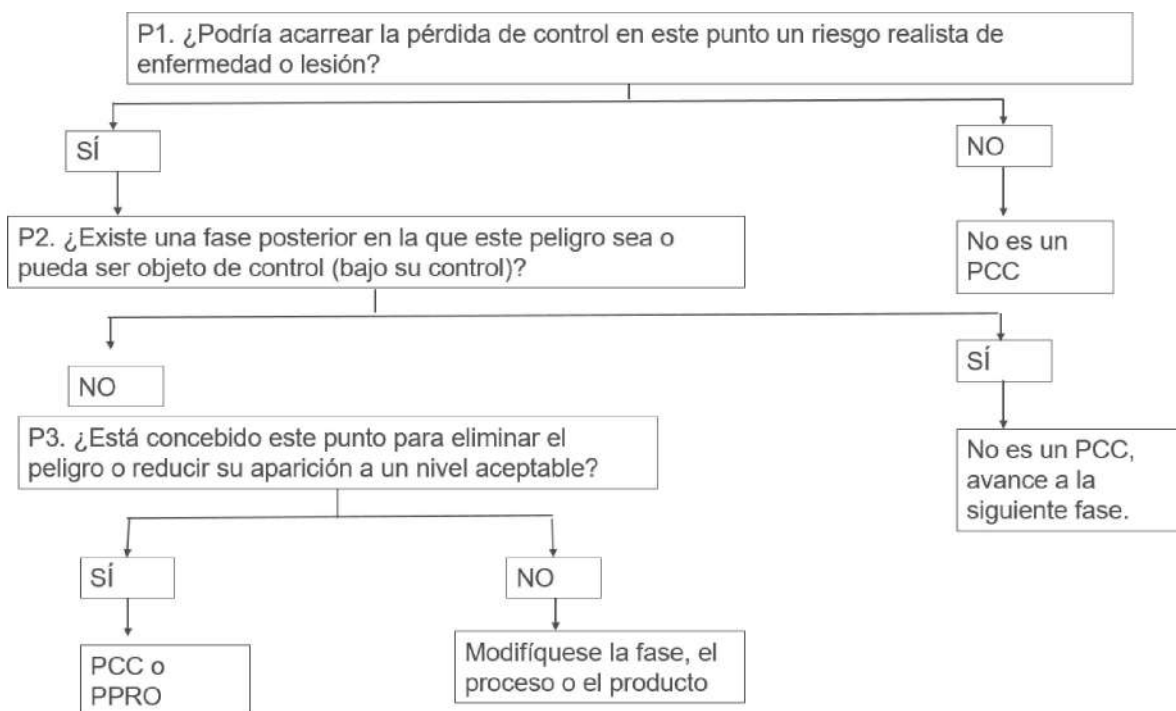 P1. ¿Podría acarrear la pérdida de control en este punto un riesgo realista de
enfermedad o lesión?
SÍ
NO
P2. ¿Existe una fase posterior en la que este peligro sea o
pueda ser objeto de control (bajo su control)?
No es un
PCC
NO
SÍ
P3. ¿Está concebido este punto para eliminar el
peligro o reducir su aparición a un nivel aceptable?
No es un PCC,
avance a la
siguiente fase.
SÍ
NO
PCC o
PPRO
Modifíquese la fase, el
proceso o el producto